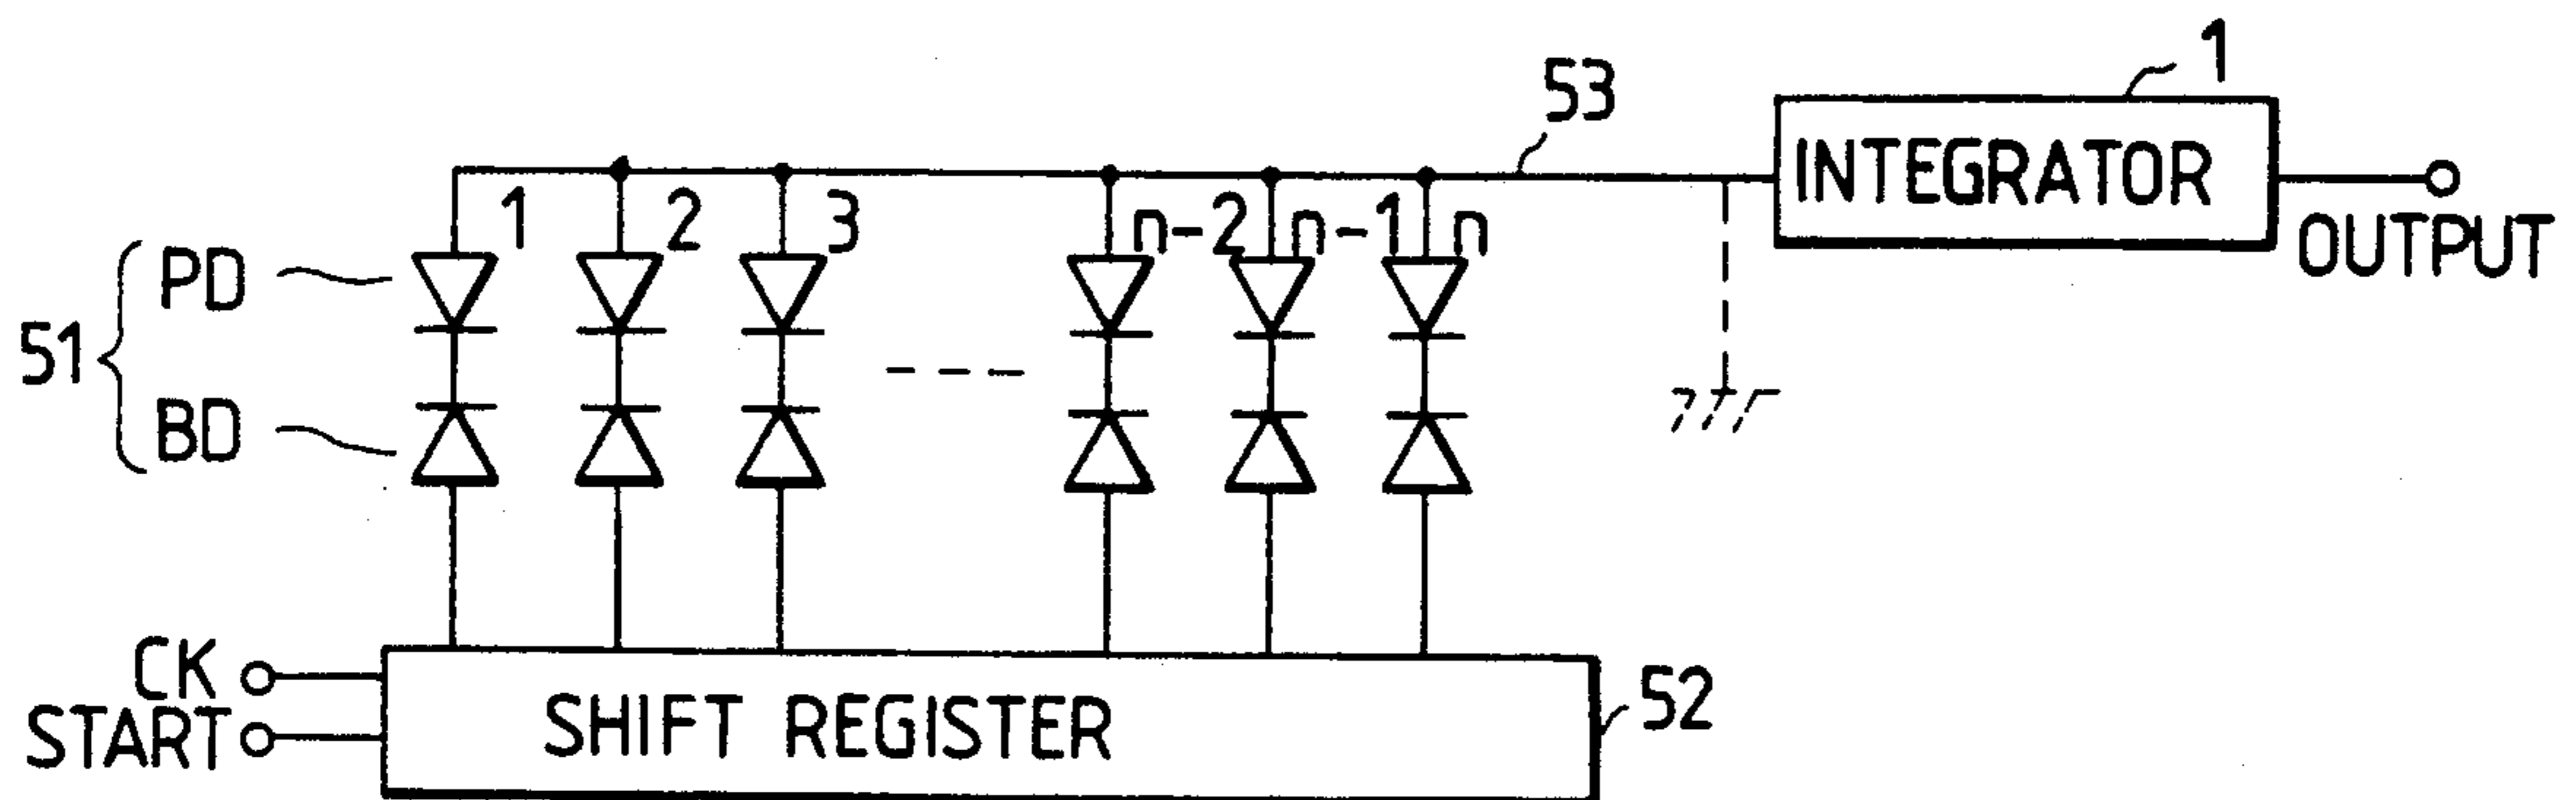 1
53
INTEGRATOR
OUTPUT
1 2 3 n-2 n-1 n
51
PD
BD
CK
START
SHIFT REGISTER
52